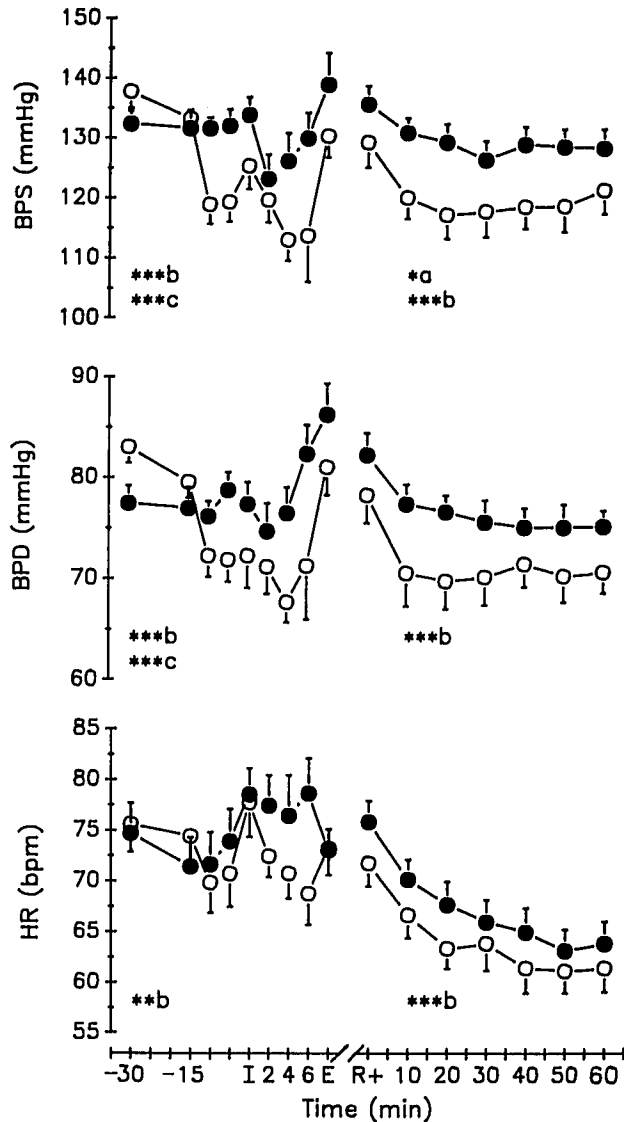 150
140
130
120
110
100
BPS (mmHg)
***b
***c
*a
***b
90
80
70
60
BPD (mmHg)
***b
***c
***b
85
80
75
70
65
60
55
HR (bpm)
**b
***b
-30 -15 I 2 4 6 E R+ 10 20 30 40 50 60
Time (min)